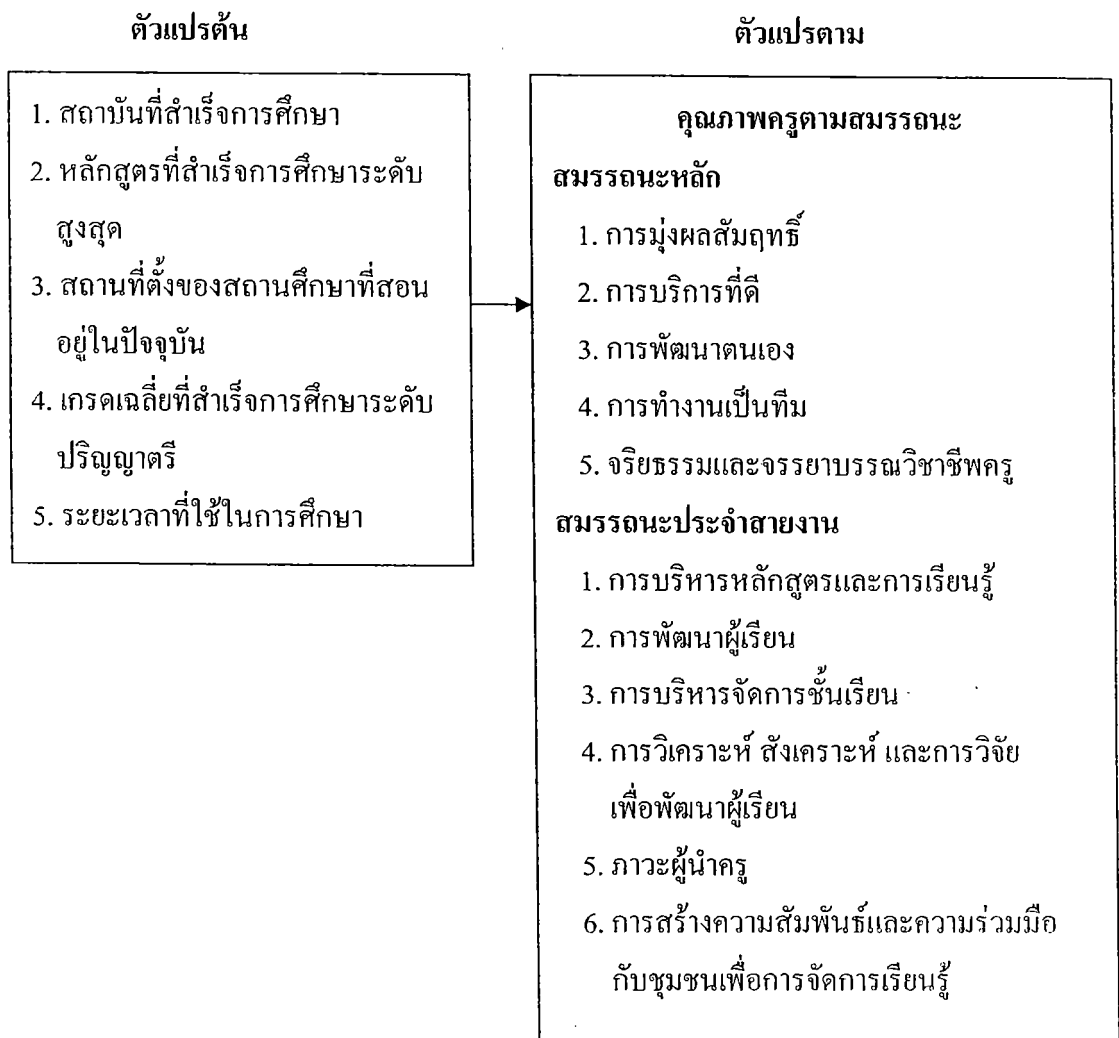 ตัวแปรต้น
1. สถาบันที่สำเร็จการศึกษา
2. หลักสูตรที่สำเร็จการศึกษาระดับ
สูงสุด
3. สถานที่ตั้งของสถานศึกษาที่สอน
อยู่ในปัจจุบัน
4. เกรดเฉลี่ยที่สำเร็จการศึกษาระดับ
ปริญญาตรี
5. ระยะเวลาที่ใช้ในการศึกษา
ตัวแปรตาม
คุณภาพครูตามสมรรถนะ
สมรรถนะหลัก
1. การมุ่งผลสัมฤทธิ์
2. การบริการที่ดี
3. การพัฒนาตนเอง
4. การทำงานเป็นทีม
5. จริยธรรมและจรรยาบรรณวิชาชีพครู
สมรรถนะประจำสายงาน
1. การบริหารหลักสูตรและการเรียนรู้
2. การพัฒนาผู้เรียน
3. การบริหารจัดการชั้นเรียน
4. การวิเคราะห์ สังเคราะห์ และการวิจัย
เพื่อพัฒนาผู้เรียน
5. ภาวะผู้นำครู
6. การสร้างความสัมพันธ์และความร่วมมือ
กับชุมชนเพื่อการจัดการเรียนรู้